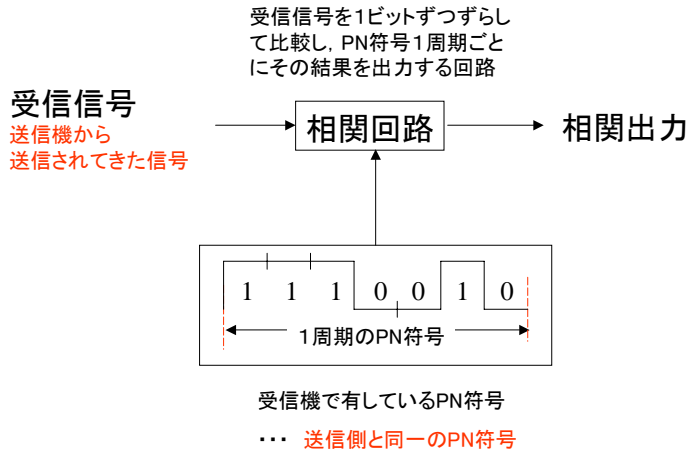 受信信号を1ビットずつずらし
て比較し，PN符号１周期ごと
にその結果を出力する回路
受信信号
送信機から
送信されてきた信号
相関回路
相関出力
1 1 1 0 0 1 0
１周期のPN符号
受信機で有しているPN符号
･･･ 送信側と同一のPN符号